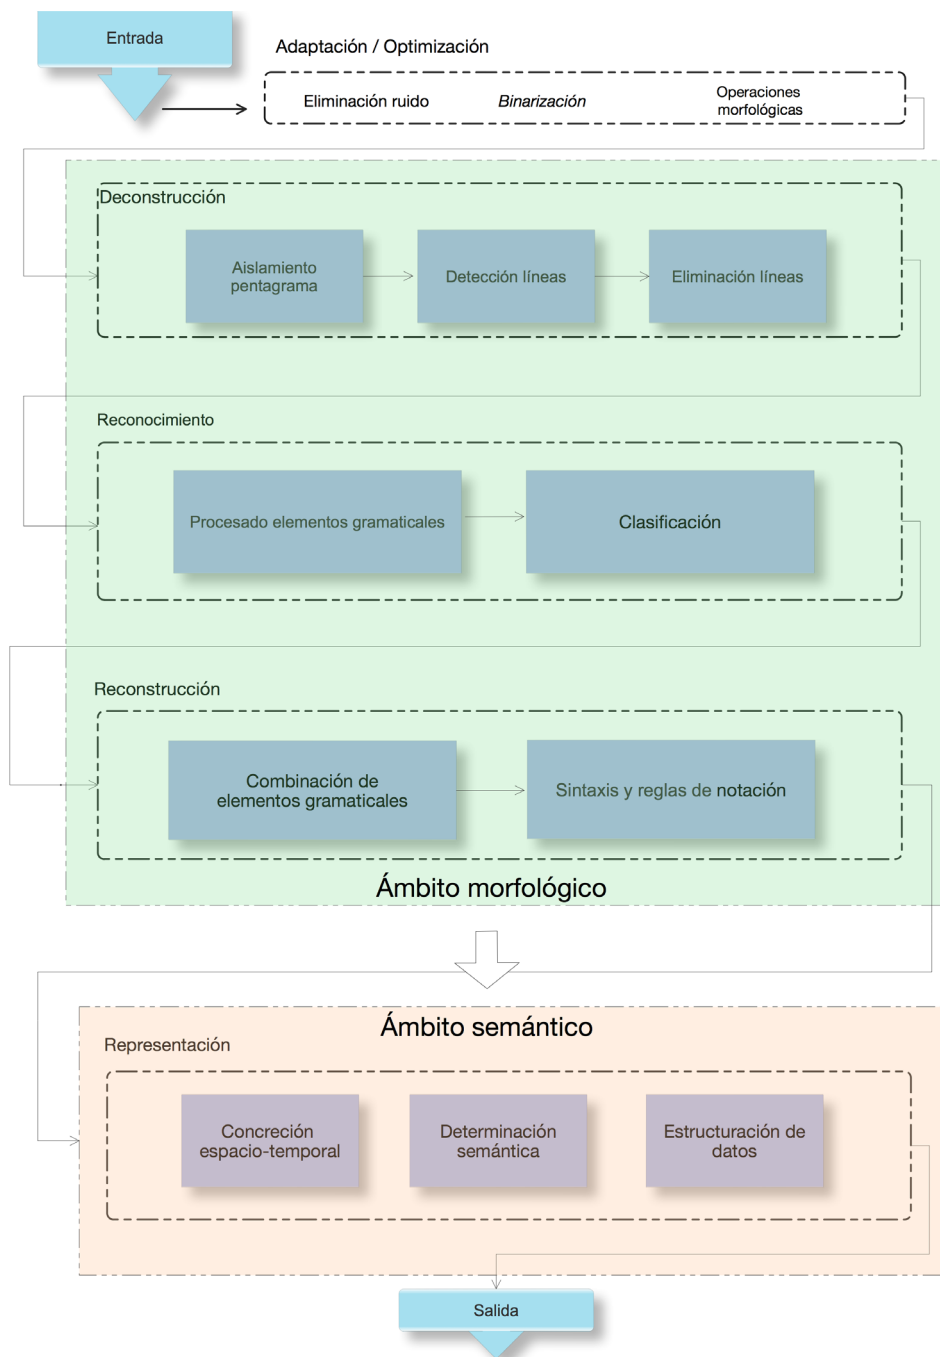 Entrada
Adaptación / Optimización
Eliminación ruido
Binarización
Operaciones
morfológicas
Deconstrucción
Aislamiento
pentagrama
Detección líneas
Eliminación líneas
Reconocimiento
Procesado elementos gramaticales
Clasificación
Reconstrucción
Combinación de
elementos gramaticales
Sintaxis y reglas de notación
Ámbito morfológico
Ámbito semántico
Representación
Concreción
espacio-temporal
Determinación
semántica
Estructuración de
datos
Salida